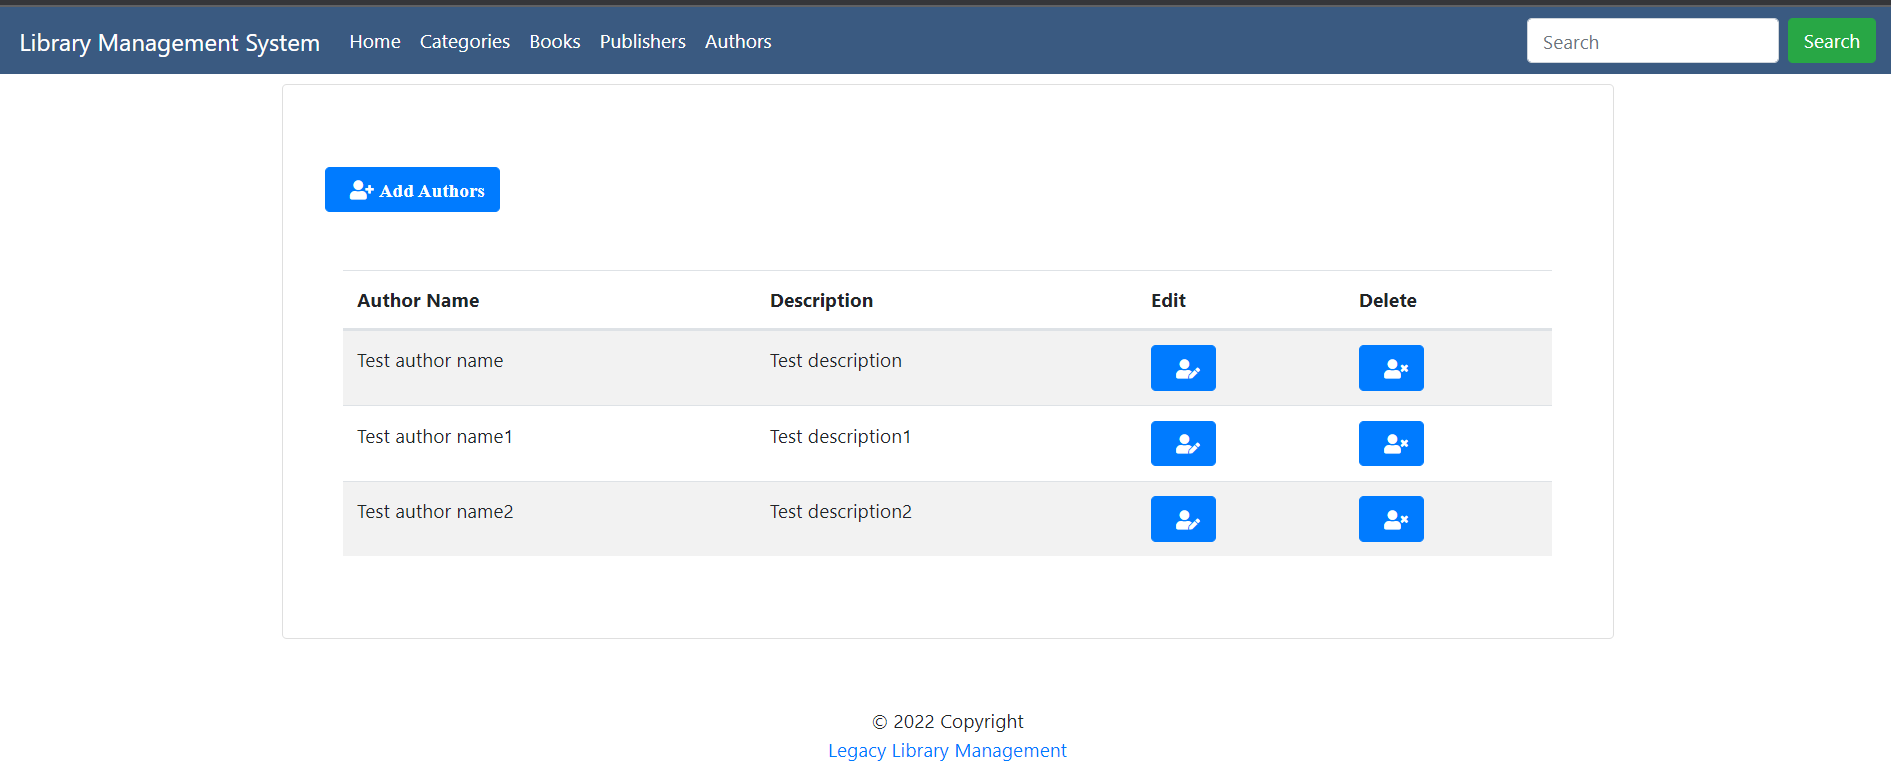 Library Management System Home Categories Books Publishers Authors Search Search
Add Authors
Author Name Description Edit Delete
Test author name Test description
Test author name1 Test description1
Test author name2 Test description2
© 2022 Copyright
Legacy Library Management